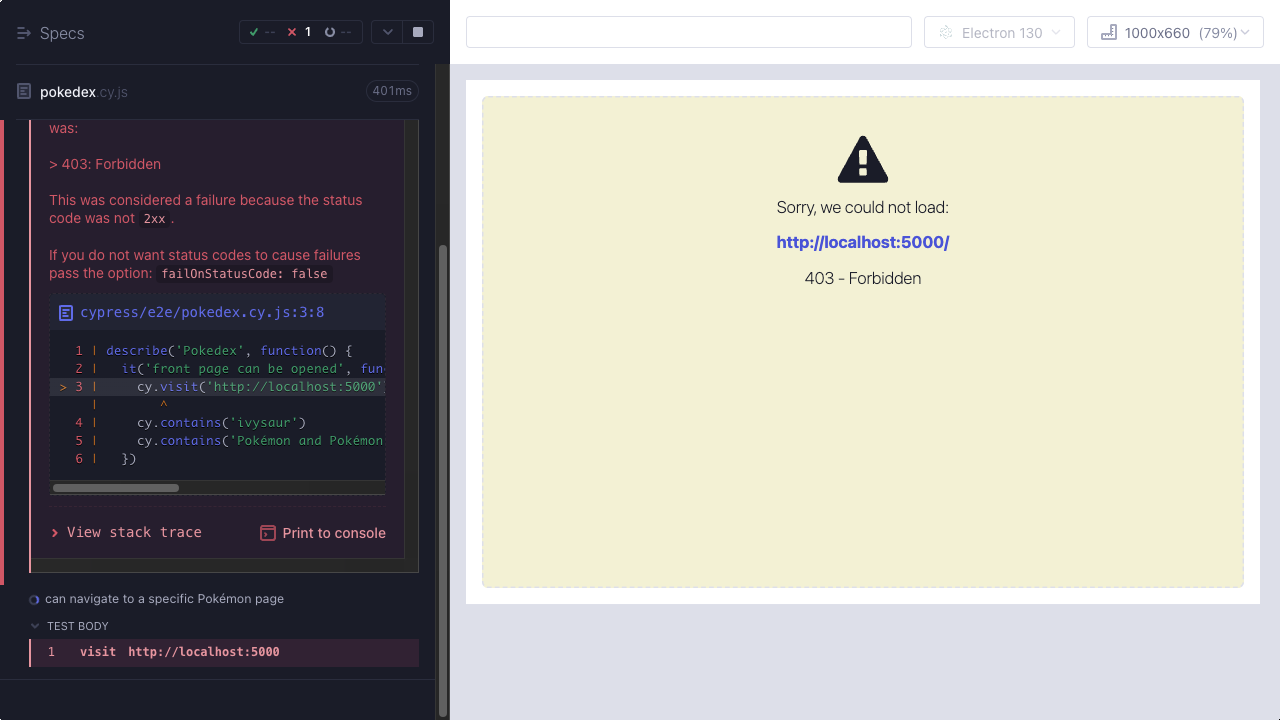 Specs
--
1
--
Electron 130
1000x660 (79%)
pokedex.cy.js
401ms
was:
> 403: Forbidden
This was considered a failure because the status
code was not 2xx.
If you do not want status codes to cause failures
pass the option: failOnStatusCode: false
cypress/e2e/pokedex.cy.js:3:8
1 | describe('Pokedex', function() {
2 | it('front page can be opened', fun
> 3 | cy.visit('http://localhost:5000'
| ^
4 | cy.contains('ivysaur')
5 | cy.contains('Pokémon and Pokémon
6 | })
View stack trace
Print to console
can navigate to a specific Pokémon page
TEST BODY
1 visit http://localhost:5000
Sorry, we could not load:
http://localhost:5000/
403 - Forbidden